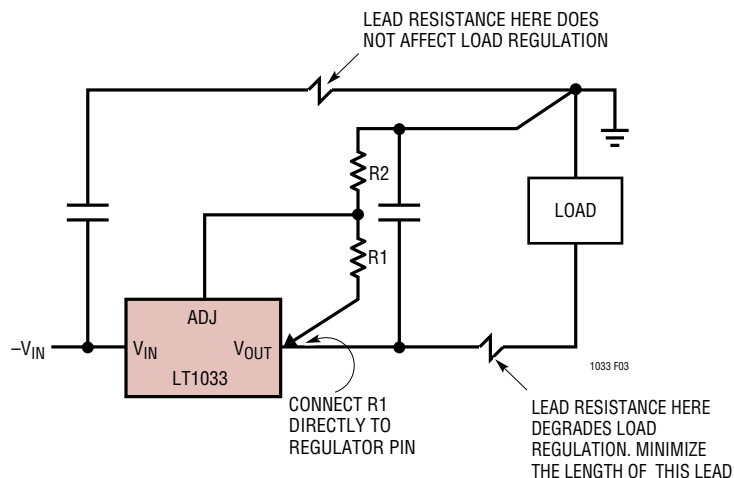 LEAD RESISTANCE HERE DOES
NOT AFFECT LOAD REGULATION
R2
LOAD
R1
ADJ
–VIN
VIN
VOUT
LT1033
1033 F03
CONNECT R1
DIRECTLY TO
REGULATOR PIN
LEAD RESISTANCE HERE
DEGRADES LOAD
REGULATION. MINIMIZE
THE LENGTH OF THIS LEAD